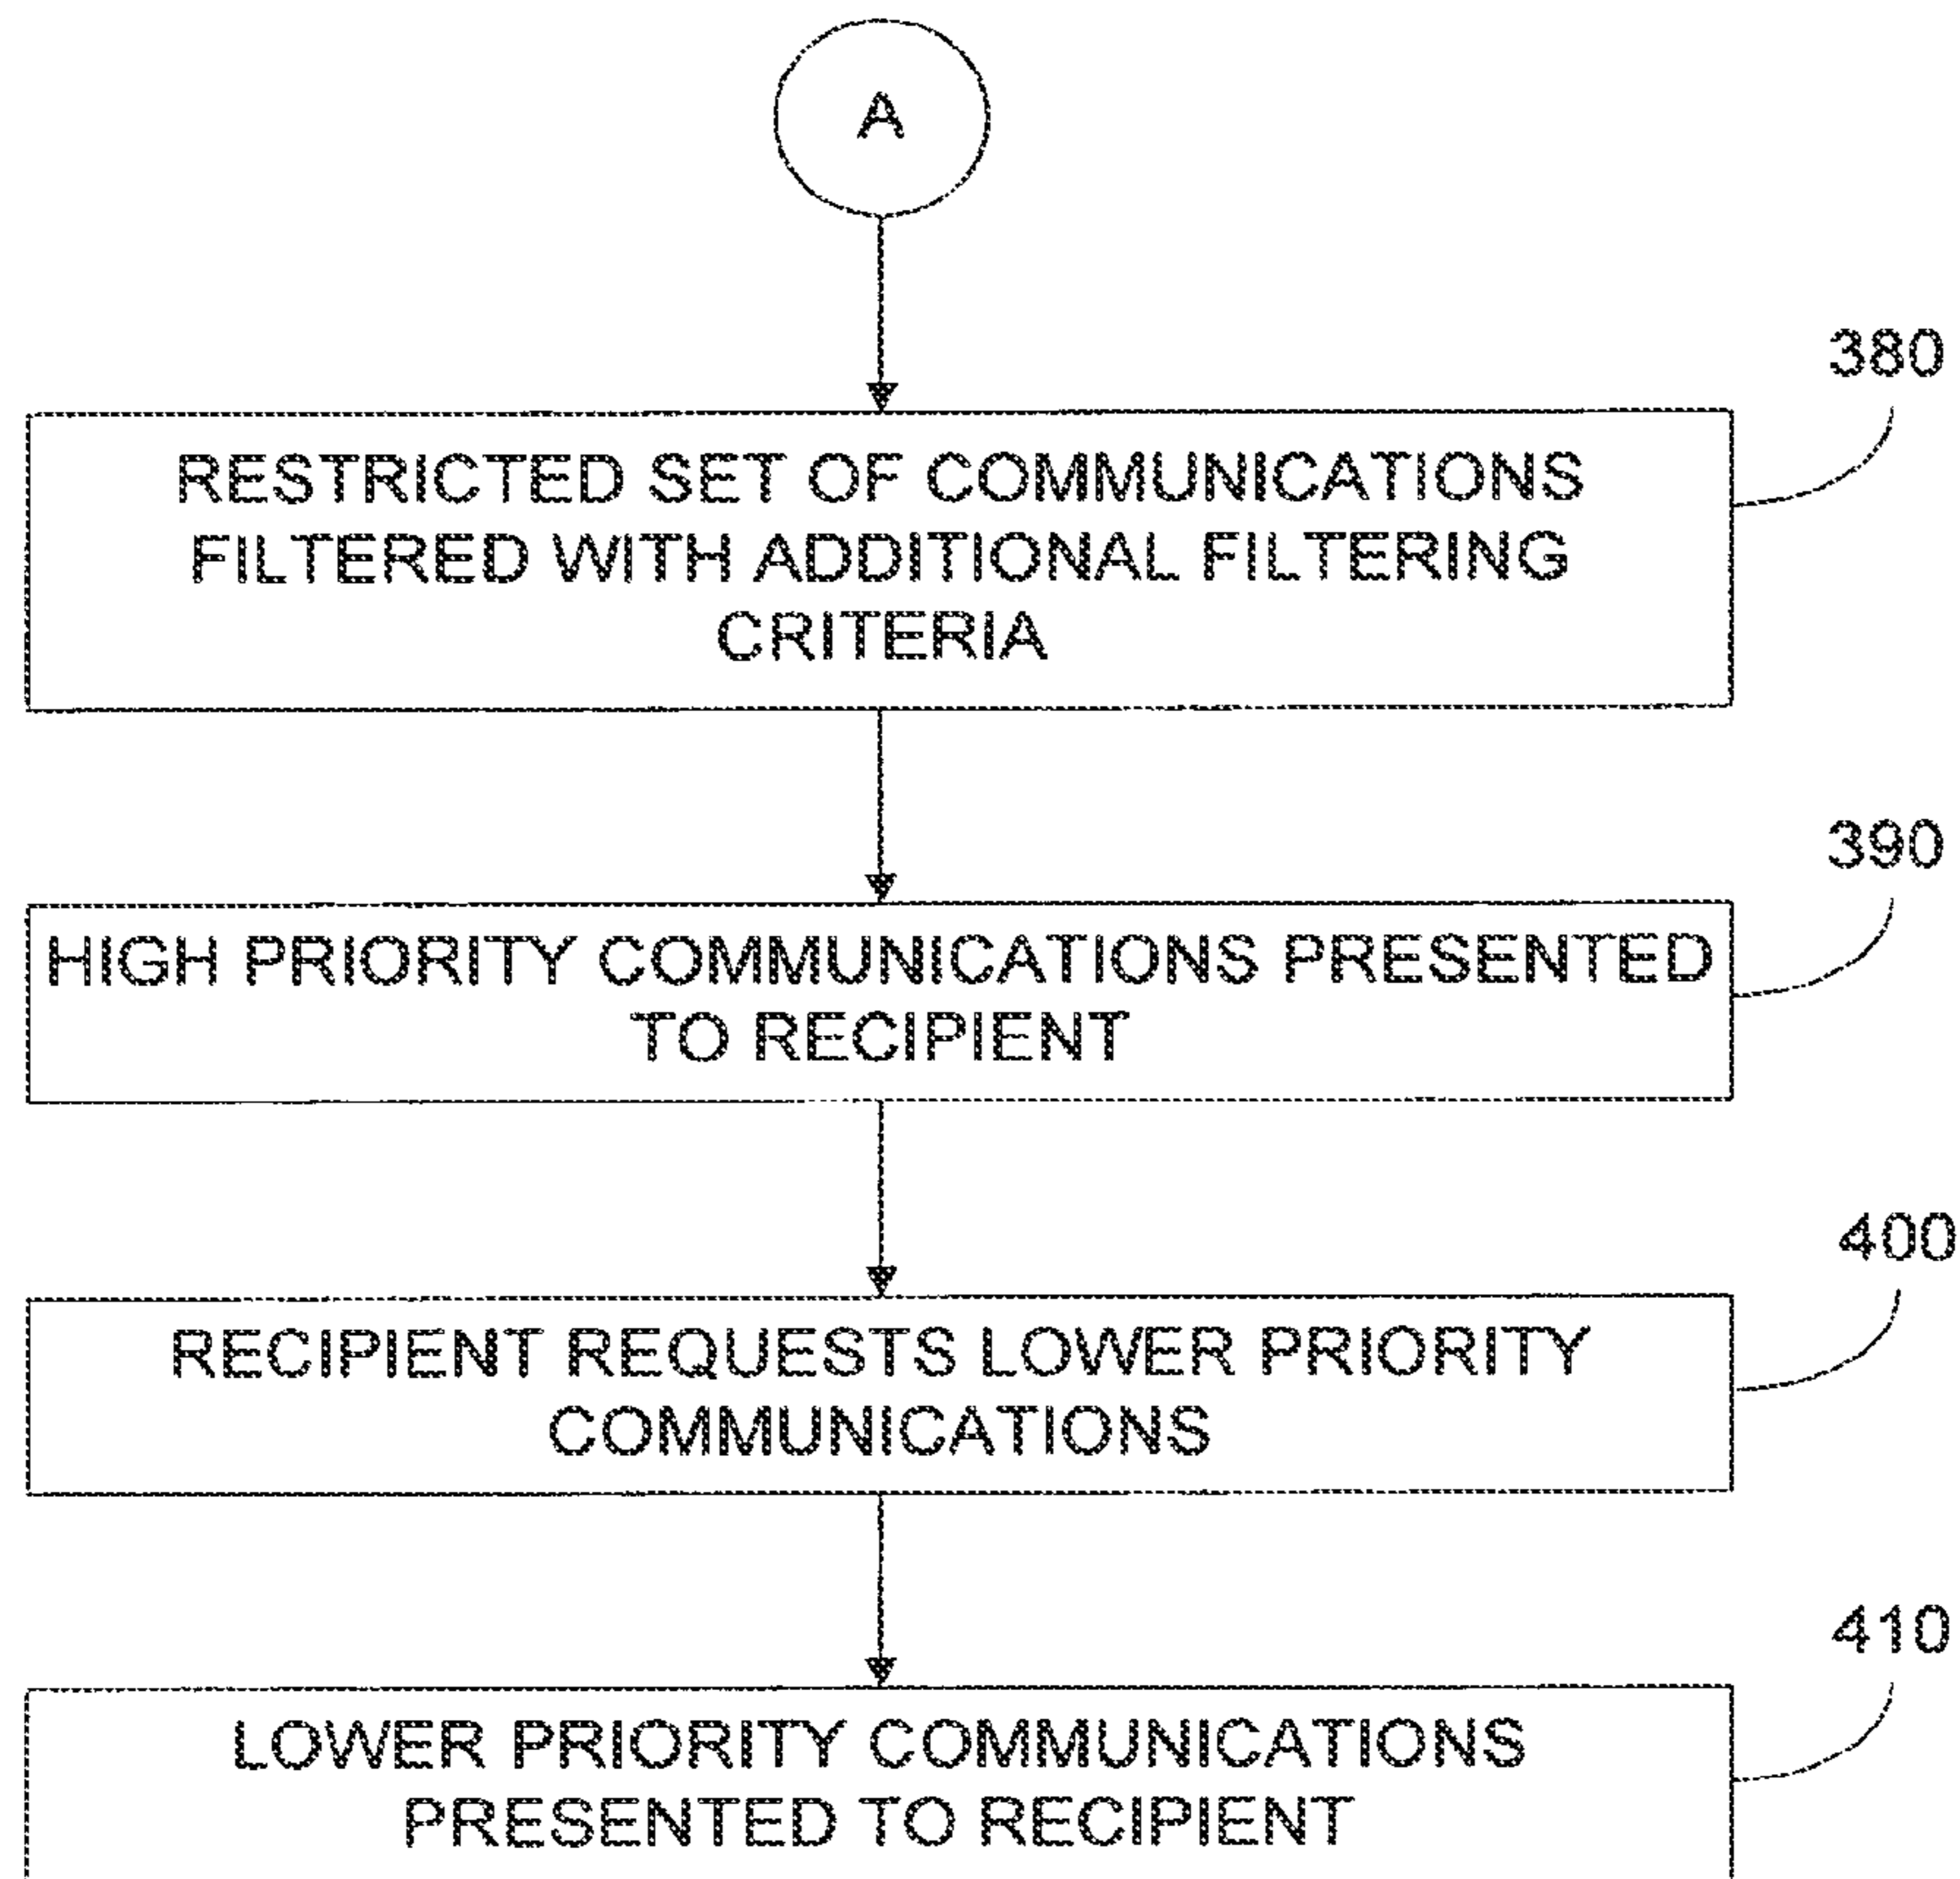 A
380
RESTRICTED SET OF COMMUNICATIONS
FILTERED WITH ADDITIONAL FILTERING
CRITERIA
390
HIGH PRIORITY COMMUNICATIONS PRESENTED
TO RECIPIENT
400
RECIPIENT REQUESTS LOWER PRIORITY
COMMUNICATIONS
410
LOWER PRIORITY COMMUNICATIONS
PRESENTED TO RECIPIENT